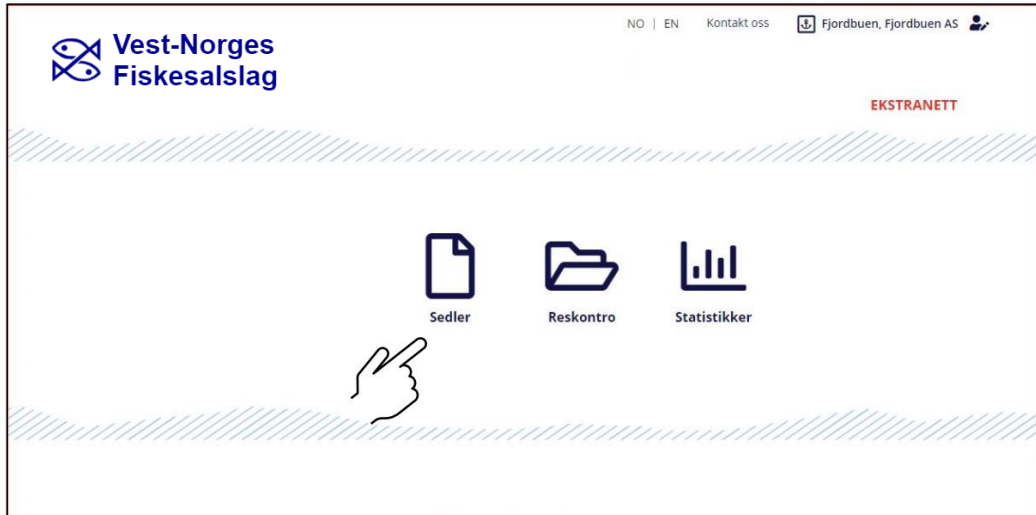 NO | EN Kontakt oss Fjordbuen, Fjordbuen AS
Vest-Norges
Fiskesalslag
EKSTRANETT
Sedler Reskontro Statistikker